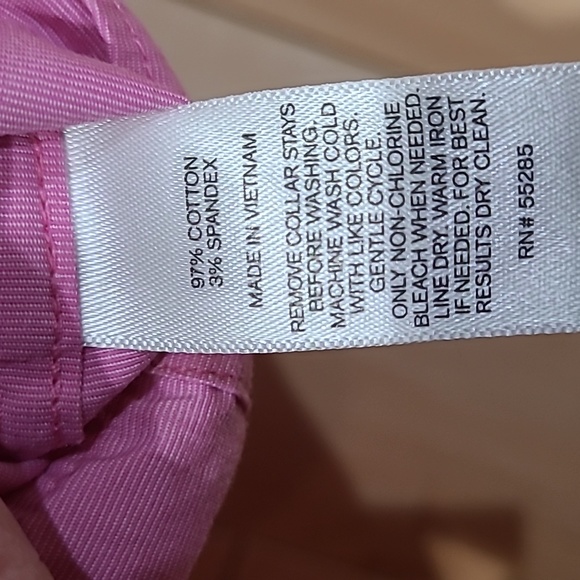 97% COTTON
3% SPANDEX
MADE IN VIETNAM
REMOVE COLLAR STAYS
BEFORE WASHING.
MACHINE WASH COLD
WITH LIKE COLORS.
GENTLE CYCLE.
ONLY NON-CHLORINE
BLEACH WHEN NEEDED.
LINE DRY. WARM IRON
IF NEEDED. FOR BEST
RESULTS DRY CLEAN.
RN# 55285